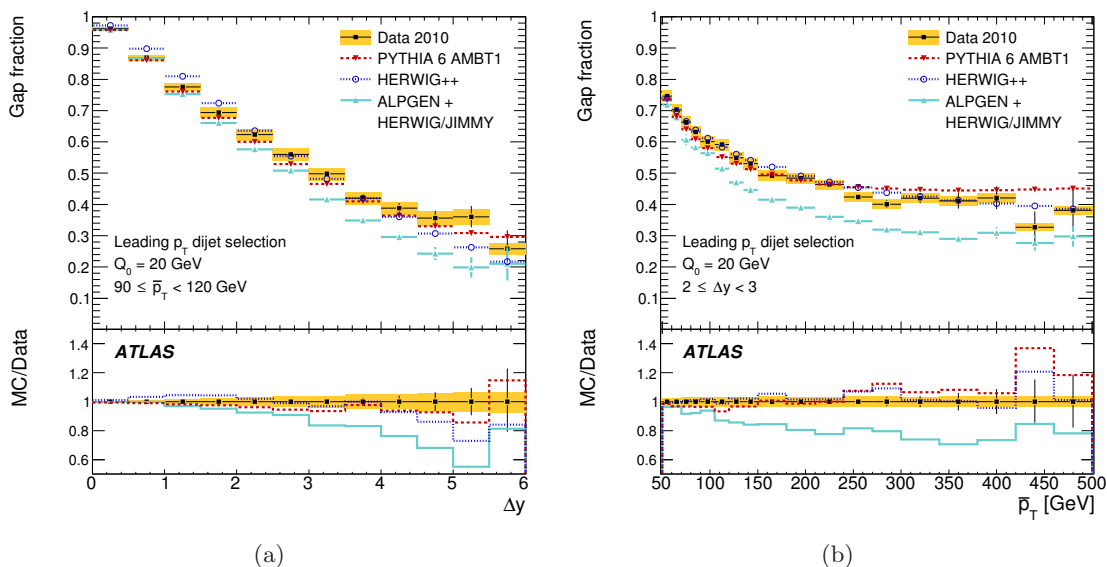 Gap fraction
1
0.9
0.8
0.7
0.6
0.5
0.4
0.3
0.2
0.1
Data 2010
PYTHIA 6 AMBT1
HERWIG++
ALPGEN +
HERWIG/JIMMY
Leading p_T dijet selection
Q_0 = 20 GeV
90 ≤ p̄_T < 120 GeV
MC/Data
1.4
1.2
1
0.8
0.6
ATLAS
0 1 2 3 4 5 6
Δy
(a)
Gap fraction
1
0.9
0.8
0.7
0.6
0.5
0.4
0.3
0.2
0.1
Data 2010
PYTHIA 6 AMBT1
HERWIG++
ALPGEN +
HERWIG/JIMMY
Leading p_T dijet selection
Q_0 = 20 GeV
2 ≤ Δy < 3
MC/Data
1.4
1.2
1
0.8
0.6
ATLAS
50 100 150 200 250 300 350 400 450 500
p̄_T [GeV]
(b)